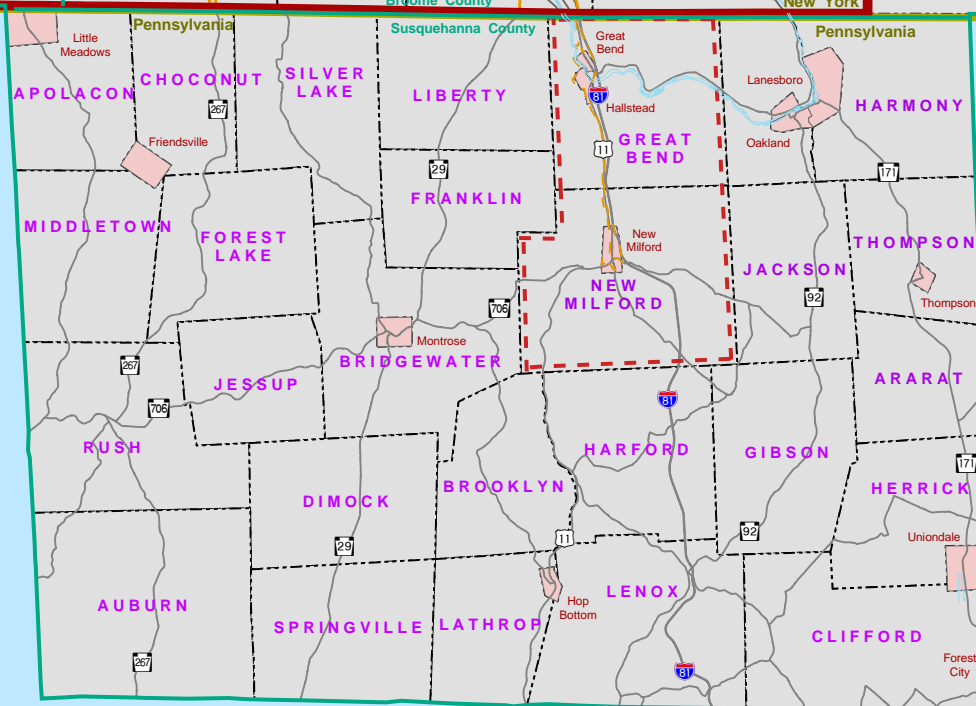 Broome County
New York
Pennsylvania
Susquehanna County
Pennsylvania
Little
Meadows
Great
Bend
APOLACON
CHOCONUT
SILVER
LAKE
LIBERTY
Lanesboro
HARMONY
267
81
Hallstead
Friendsville
11
GREAT
BEND
Oakland
29
171
FRANKLIN
MIDDLETOWN
FOREST
LAKE
New
Milford
THOMPSON
JACKSON
NEW
MILFORD
92
Thompson
706
Montrose
BRIDGEWATER
267
JESSUP
ARARAT
706
81
RUSH
HARFORD
GIBSON
171
BROOKLYN
HERRICK
DIMOCK
29
11
92
Uniondale
AUBURN
Hop
Bottom
LENOX
SPRINGVILLE
LATHROP
CLIFFORD
267
81
Forest
City